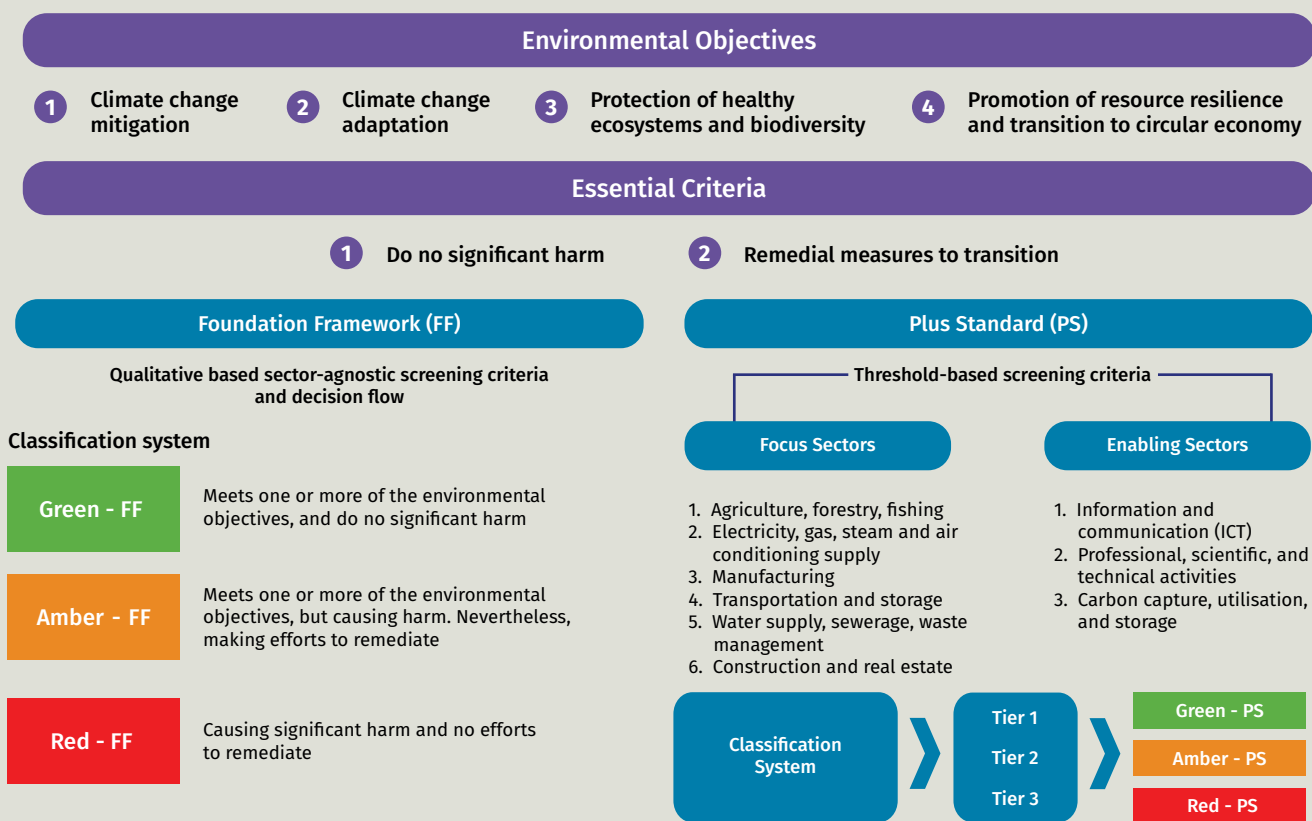 Environmental Objectives
1 Climate change
mitigation
2 Climate change
adaptation
3 Protection of healthy
ecosystems and biodiversity
4 Promotion of resource resilience
and transition to circular economy
Essential Criteria
1 Do no significant harm
2 Remedial measures to transition
Foundation Framework (FF)
Qualitative based sector-agnostic screening criteria
and decision flow
Classification system
Green - FF
Meets one or more of the environmental
objectives, and do no significant harm
Amber - FF
Meets one or more of the environmental
objectives, but causing harm. Nevertheless,
making efforts to remediate
Red - FF
Causing significant harm and no efforts
to remediate
Plus Standard (PS)
Threshold-based screening criteria
Focus Sectors
1. Agriculture, forestry, fishing
2. Electricity, gas, steam and air
conditioning supply
3. Manufacturing
4. Transportation and storage
5. Water supply, sewerage, waste
management
6. Construction and real estate
Enabling Sectors
1. Information and
communication (ICT)
2. Professional, scientific, and
technical activities
3. Carbon capture, utilisation,
and storage
Classification
System
Tier 1
Tier 2
Tier 3
Green - PS
Amber - PS
Red - PS